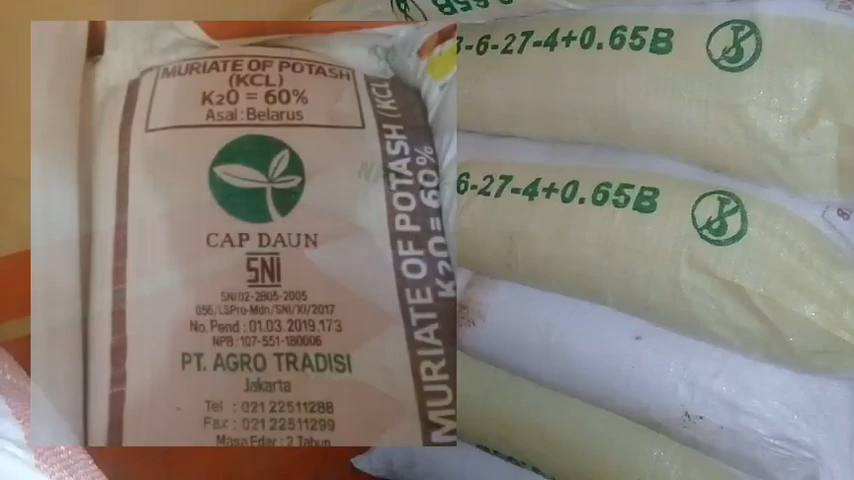 MURIATE OF POTASH
(KCL)
K2O = 60%
Asal : Belarus
CAP DAUN
SNI
SNI 02-2805-2005
056/LSPro-Mdn/SNI/XI/2017
No. Pend : 01.03.2019.173
NPB : 107-551-180006
PT. AGRO TRADISI
Jakarta
Tel : 021 22511288
Fax : 021 22511299
Masa Edar : 2 Tahun
MURIATE OF POTASH (KCL
K2O = 60%
-6-27-4+0.65B
6-27-4+0.65B